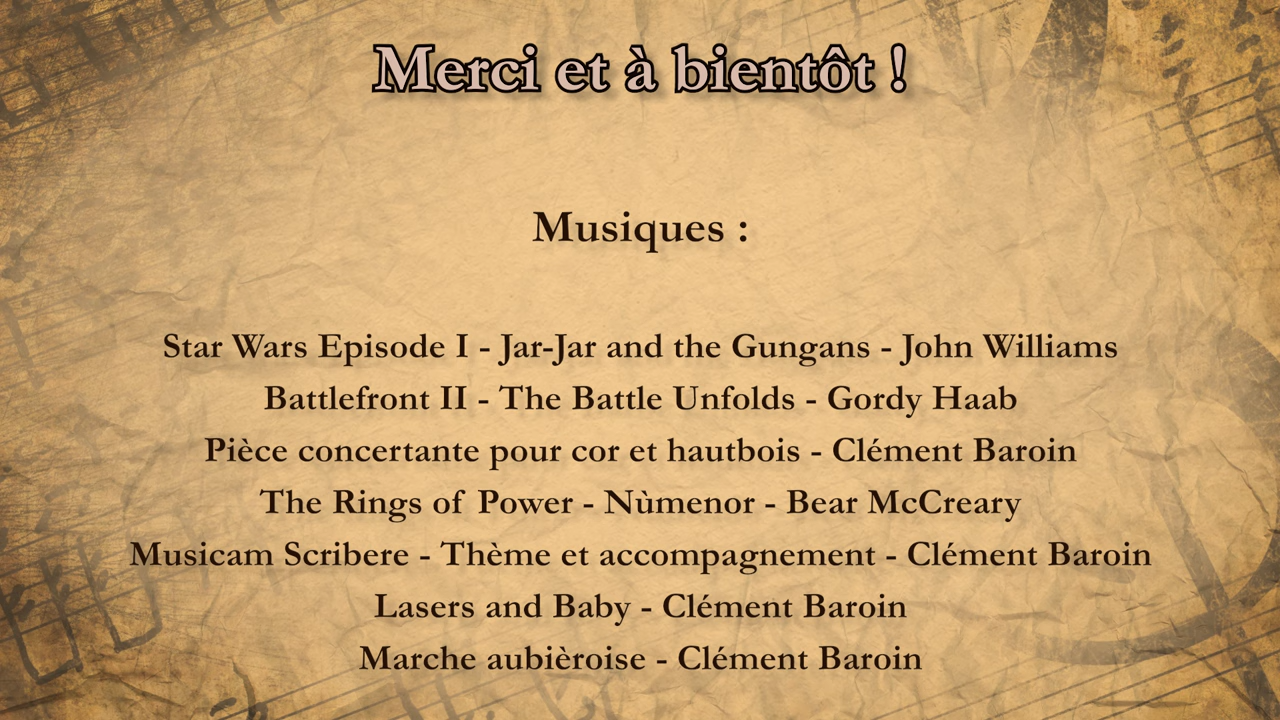 Merci et à bientôt !
Musiques :
Star Wars Episode I - Jar-Jar and the Gungans - John Williams
Battlefront II - The Battle Unfolds - Gordy Haab
Pièce concertante pour cor et hautbois - Clément Baroin
The Rings of Power - Nùmenor - Bear McCreary
Musicam Scribere - Thème et accompagnement - Clément Baroin
Lasers and Baby - Clément Baroin
Marche aubièroise - Clément Baroin